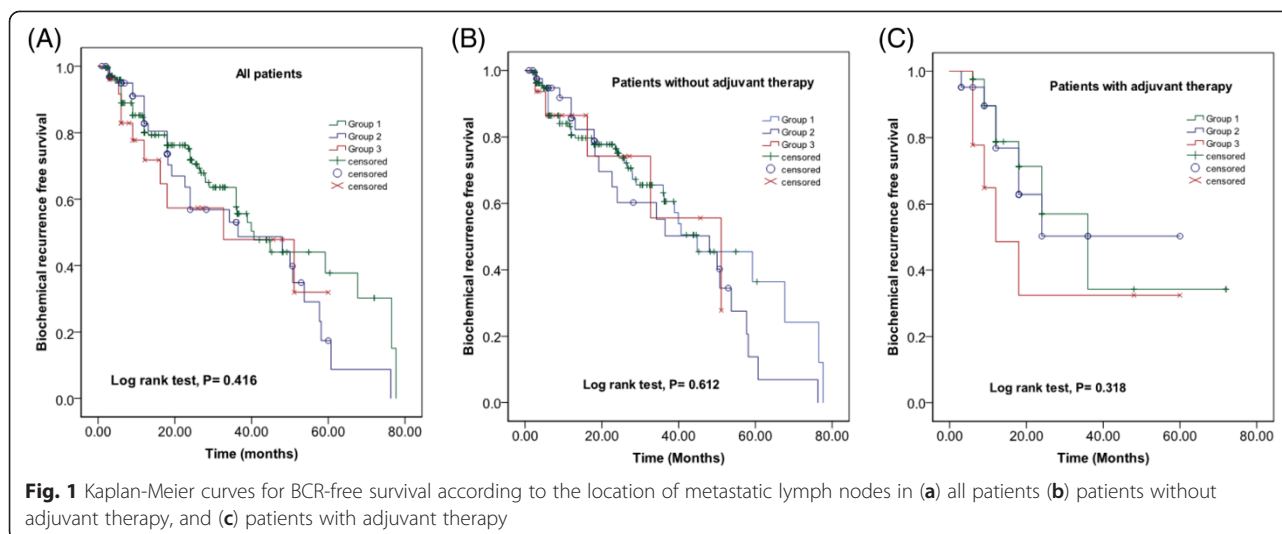 (A)
All patients
Group 1
Group 2
Group 3
censored
censored
censored
Log rank test, P= 0.416
Biochemical recurrence free survival
1.0
0.8
0.6
0.4
0.2
0.0
0.00 20.00 40.00 60.00 80.00
Time (months)
(B)
Patients without adjuvant therapy
Group 1
Group 2
Group 3
censored
censored
censored
Log rank test, P= 0.612
Biochemical recurrence free survival
1.0
0.8
0.6
0.4
0.2
0.0
0.00 20.00 40.00 60.00 80.00
Time (Months)
(C)
Patients with adjuvant therapy
Group 1
Group 2
Group 3
censored
censored
censored
Log rank test, P= 0.318
Biochemical recurrence free survival
1.0
0.8
0.6
0.4
0.2
0.0
0.00 20.00 40.00 60.00 80.00
Time (Months)
Fig. 1 Kaplan-Meier curves for BCR-free survival according to the location of metastatic lymph nodes in (a) all patients (b) patients without
adjuvant therapy, and (c) patients with adjuvant therapy